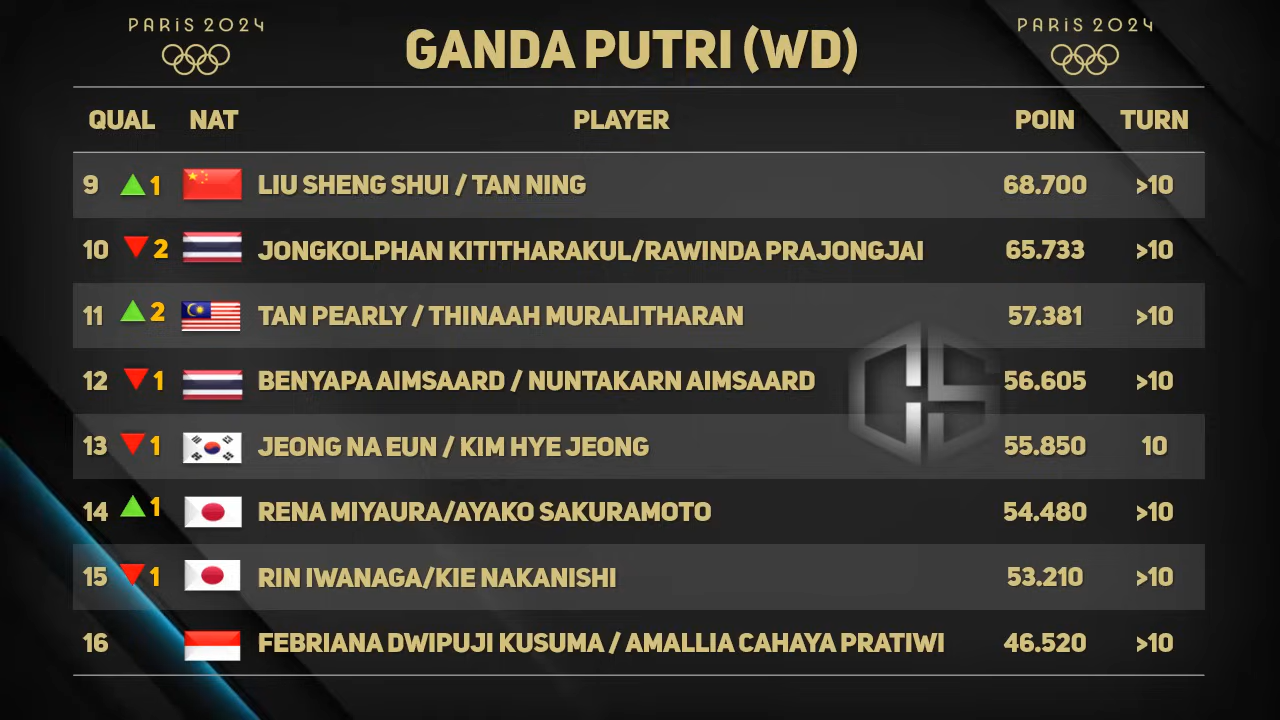 PARIS 2024
GANDA PUTRI (WD)
PARIS 2024
QUAL NAT PLAYER POIN TURN
9 ▲ 1 LIU SHENG SHUI / TAN NING 68.700 >10
10 ▼ 2 JONGKOLPHAN KITITHARAKUL/RAWINDA PRAJONGJAI 65.733 >10
11 ▲ 2 TAN PEARLY / THINAAH MURALITHARAN 57.381 >10
12 ▼ 1 BENYAPA AIMSAARD / NUNTAKARN AIMSAARD 56.605 >10
13 ▼ 1 JEONG NA EUN / KIM HYE JEONG 55.850 10
14 ▲ 1 RENA MIYAURA/AYAKO SAKURAMOTO 54.480 >10
15 ▼ 1 RIN IWANAGA/KIE NAKANISHI 53.210 >10
16 FEBRIANA DWIPUJI KUSUMA / AMALLIA CAHAYA PRATIWI 46.520 >10